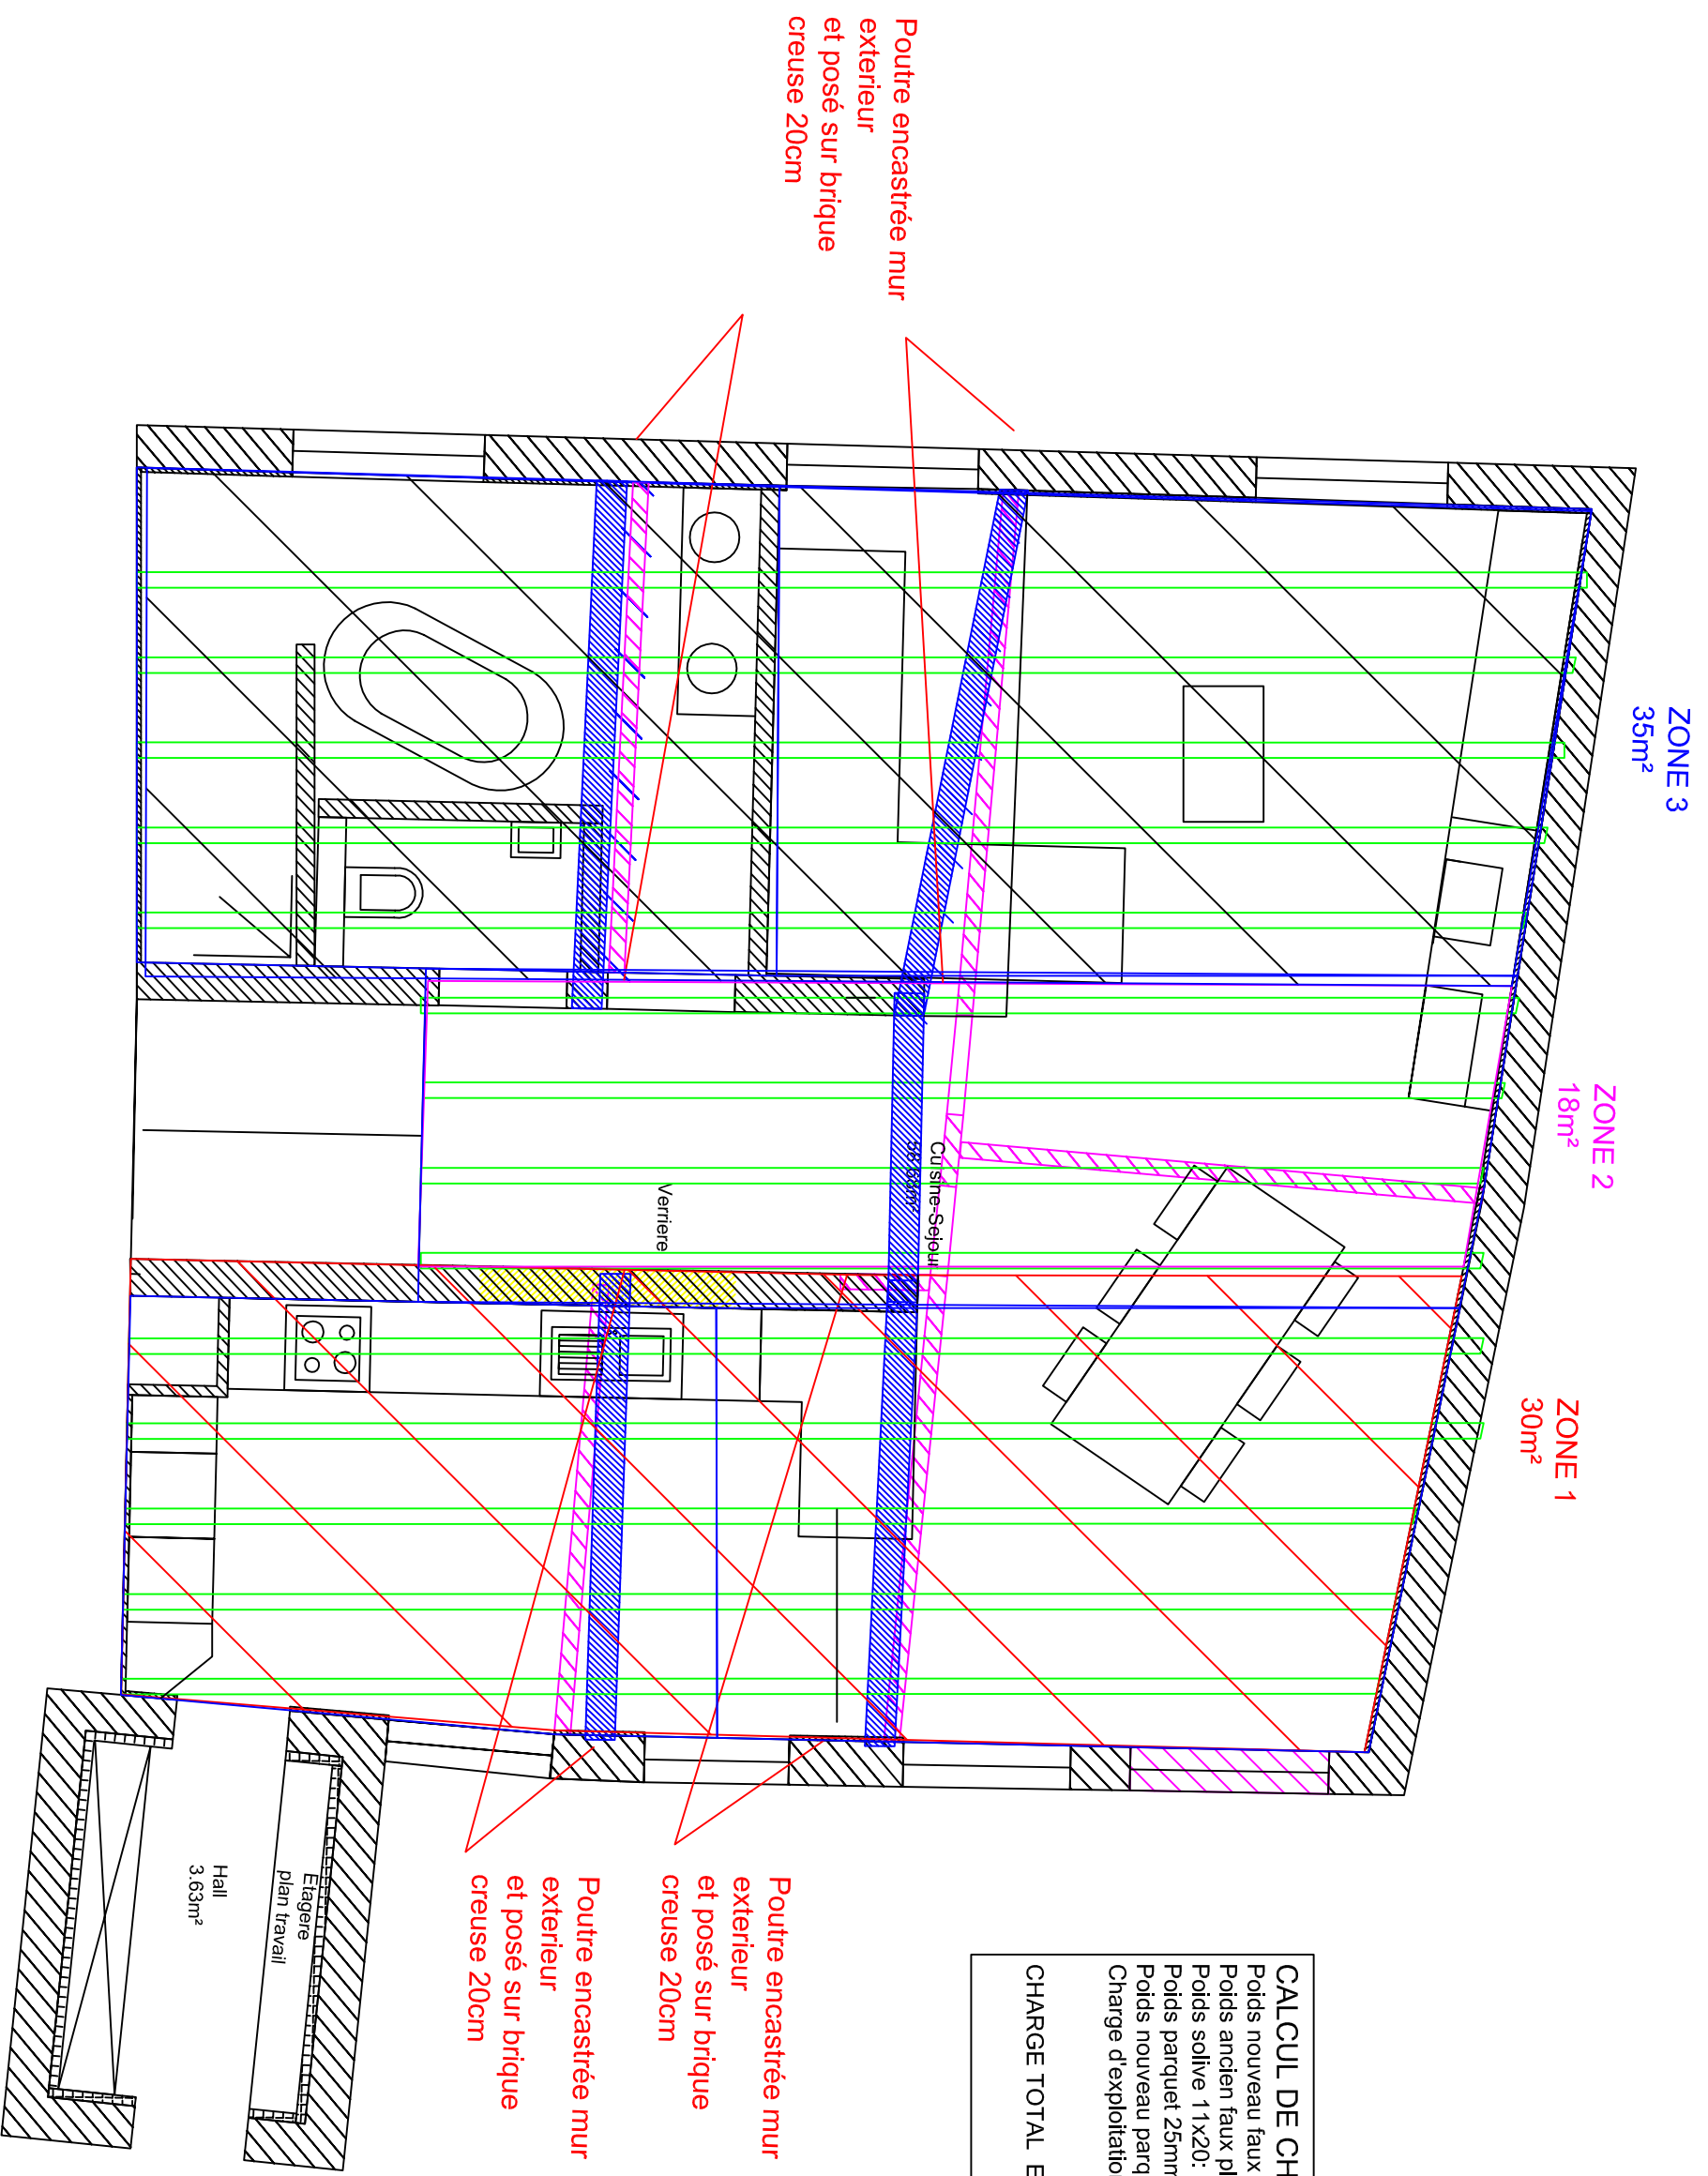 ZONE 3
35m²
ZONE 2
18m²
ZONE 1
30m²
Poutre encastrée mur
exterieur
et posé sur brique
creuse 20cm
Cuisine-Sejour
Verriere
Poutre encastrée mur
exterieur
et posé sur brique
creuse 20cm
Poutre encastrée mur
exterieur
et posé sur brique
creuse 20cm
Etagere
plan travail
Hall
3.63m²
CALCUL DE CH
Poids nouveau faux
Poids ancien faux pl
Poids solive 11x20:
Poids parquet 25mm
Poids nouveau parq
Charge d'exploitation
CHARGE TOTAL E